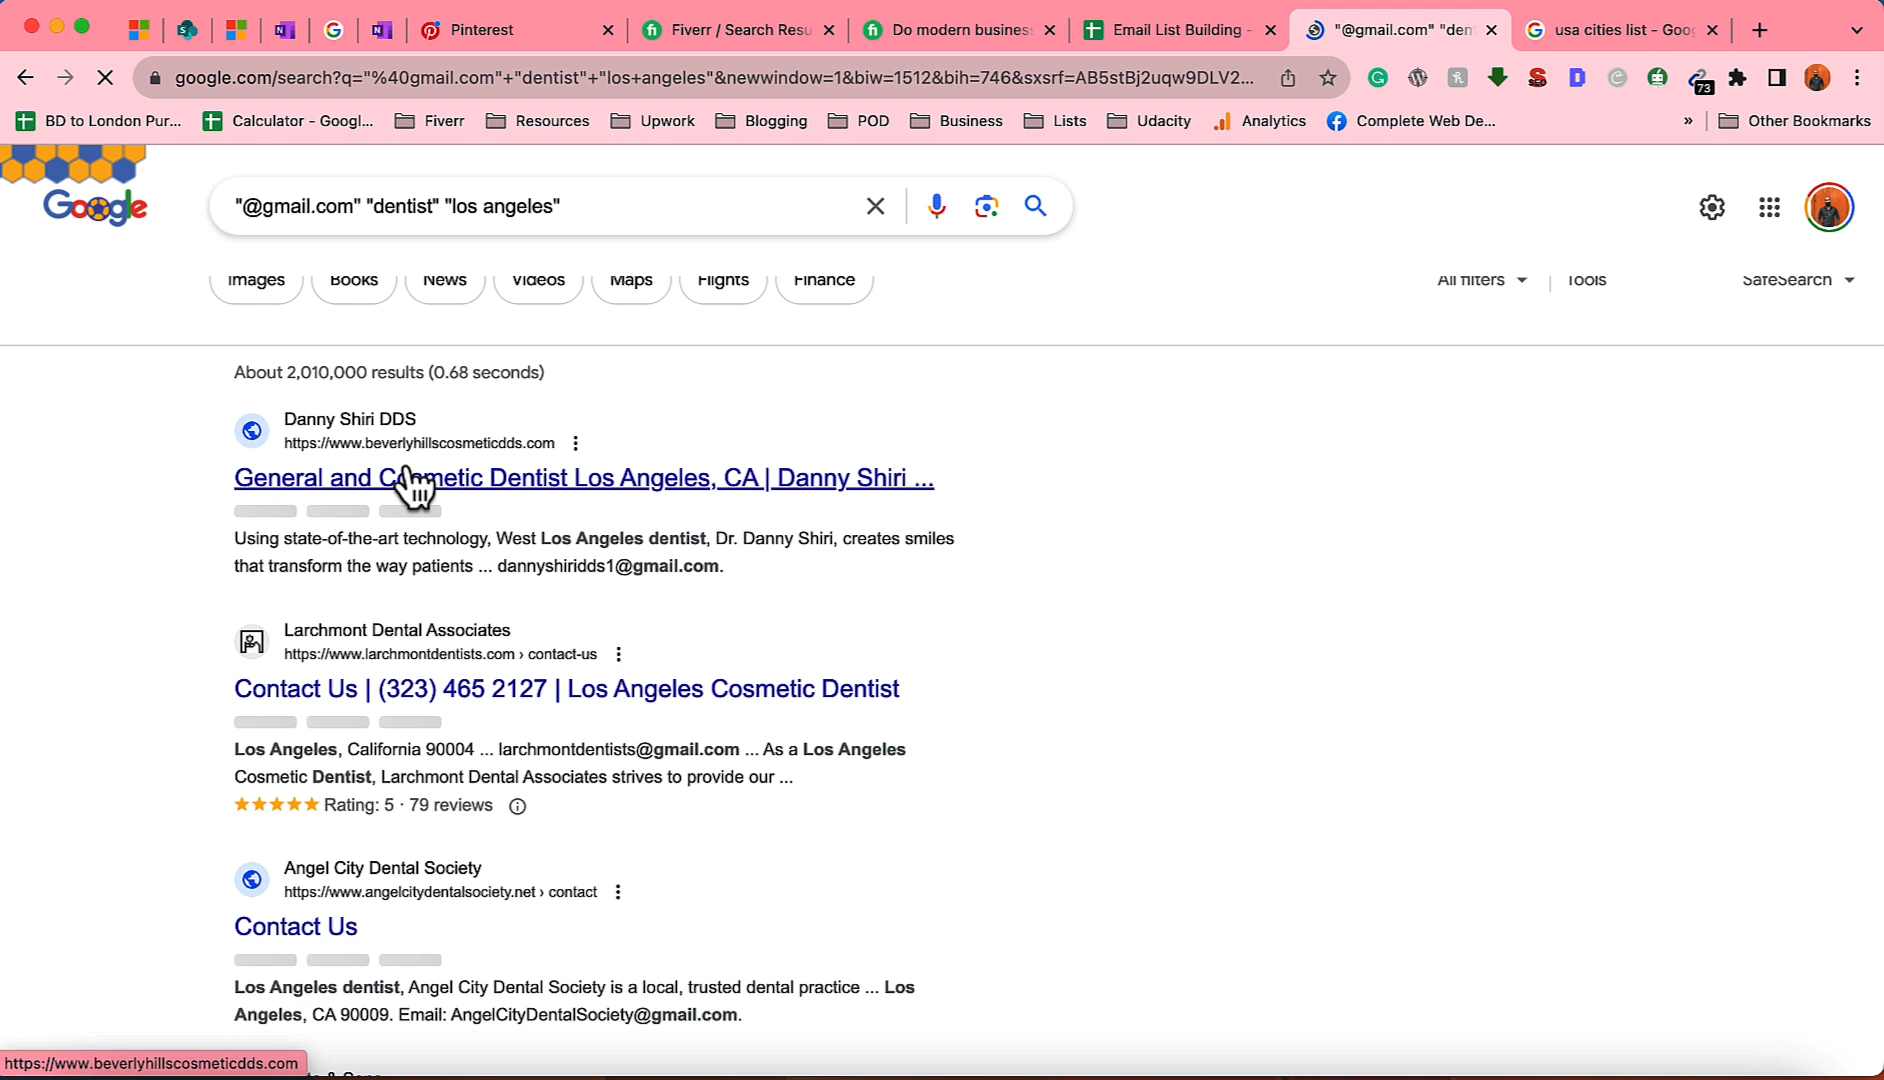 Pinterest
Fiverr / Search Resu
Do modern business
Email List Building -
"@gmail.com" "den
usa cities list - Goo
google.com/search?q="%40gmail.com"+"dentist"+"los+angeles"&newwindow=1&biw=1512&bih=746&sxsrf=AB5stBj2uqw9DLV2...
73
BD to London Pur...
Calculator - Googl...
Fiverr
Resources
Upwork
Blogging
POD
Business
Lists
Udacity
Analytics
Complete Web De...
»
Other Bookmarks
Google
"@gmail.com" "dentist" "los angeles"
Images
Books
News
Videos
Maps
Flights
Finance
All filters
Tools
SafeSearch
About 2,010,000 results (0.68 seconds)
Danny Shiri DDS
https://www.beverlyhillscosmeticdds.com
General and Cosmetic Dentist Los Angeles, CA | Danny Shiri ...
Using state-of-the-art technology, West Los Angeles dentist, Dr. Danny Shiri, creates smiles
that transform the way patients ... dannyshiridds1@gmail.com.
Larchmont Dental Associates
https://www.larchmontdentists.com › contact-us
Contact Us | (323) 465 2127 | Los Angeles Cosmetic Dentist
Los Angeles, California 90004 ... larchmontdentists@gmail.com ... As a Los Angeles
Cosmetic Dentist, Larchmont Dental Associates strives to provide our ...
Rating: 5 · 79 reviews
Angel City Dental Society
https://www.angelcitydentalsociety.net › contact
Contact Us
Los Angeles dentist, Angel City Dental Society is a local, trusted dental practice ... Los
Angeles, CA 90009. Email: AngelCityDentalSociety@gmail.com.
https://www.beverlyhillscosmeticdds.com